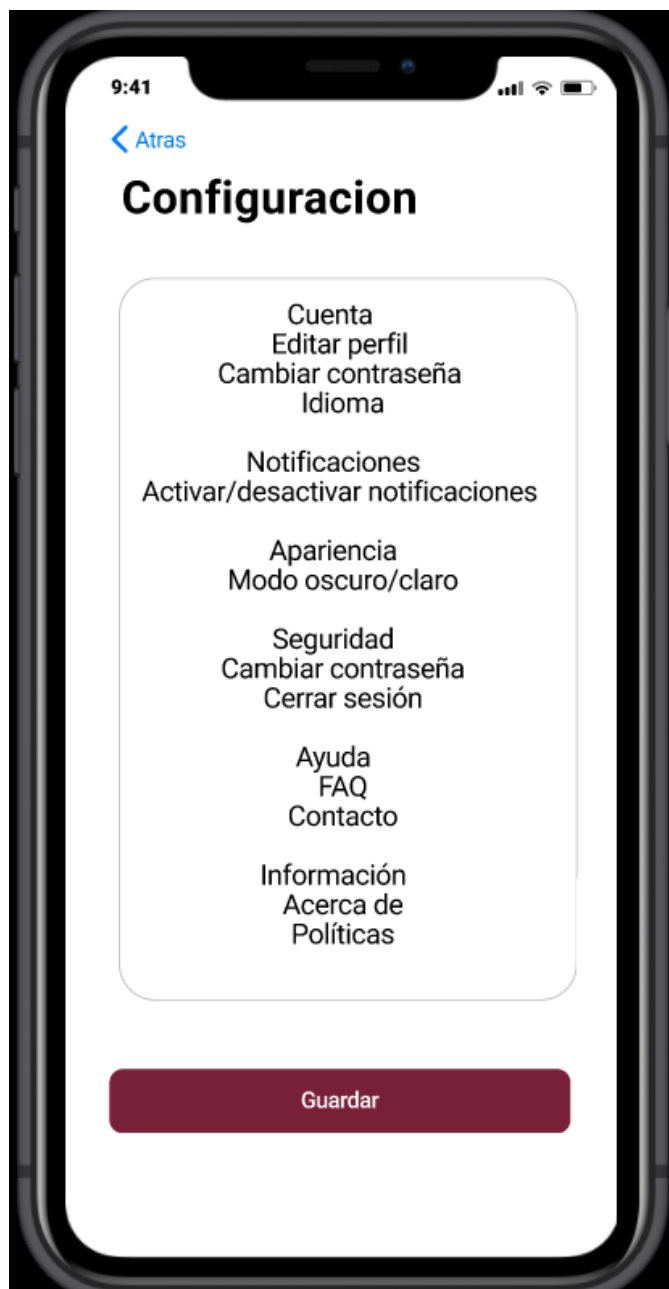 9:41
Atras
Configuracion
Cuenta
Editar perfil
Cambiar contraseña
Idioma
Notificaciones
Activar/desactivar notificaciones
Apariencia
Modo oscuro/claro
Seguridad
Cambiar contraseña
Cerrar sesión
Ayuda
FAQ
Contacto
Información
Acerca de
Políticas
Guardar